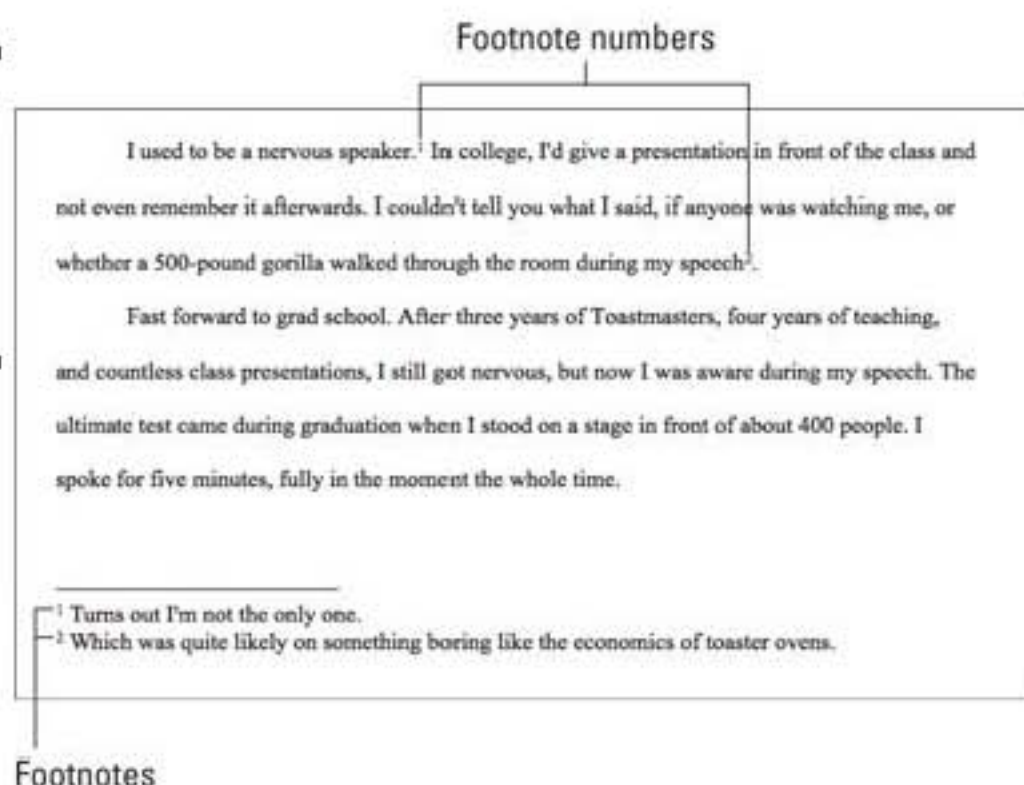 Footnote numbers
I used to be a nervous speaker.¹ In college, I'd give a presentation in front of the class and
not even remember it afterwards. I couldn't tell you what I said, if anyone was watching me, or
whether a 500-pound gorilla walked through the room during my speech².
Fast forward to grad school. After three years of Toastmasters, four years of teaching,
and countless class presentations, I still got nervous, but now I was aware during my speech. The
ultimate test came during graduation when I stood on a stage in front of about 400 people. I
spoke for five minutes, fully in the moment the whole time.
¹ Turns out I'm not the only one.
² Which was quite likely on something boring like the economics of toaster ovens.
Footnotes